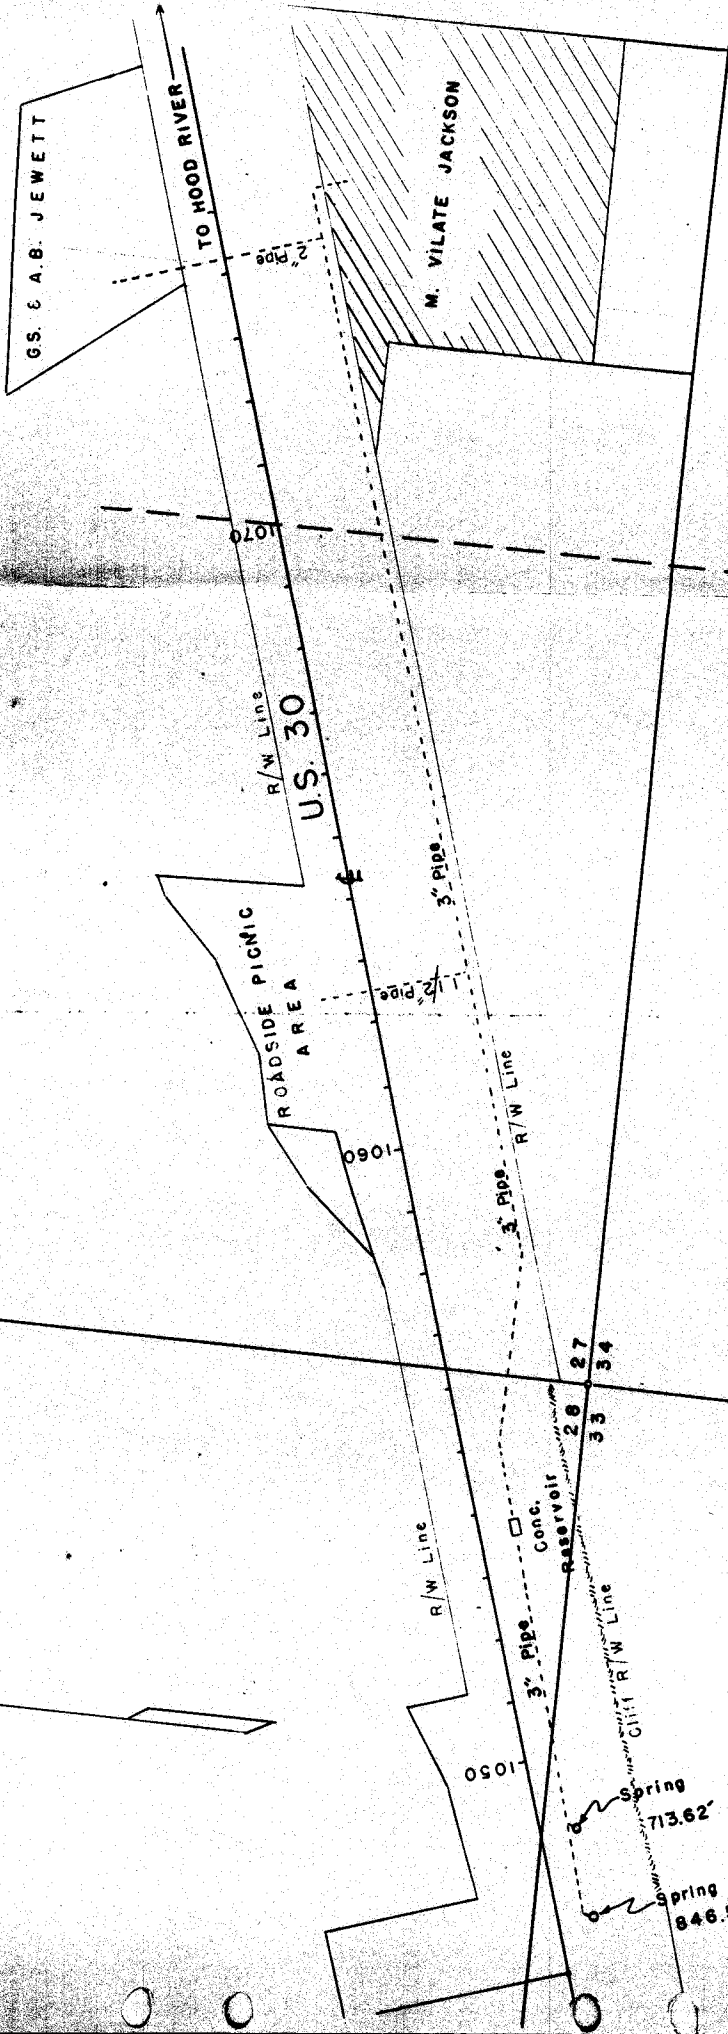 G.S. & A.B. JEWETT
TO HOOD RIVER
2" Pipe
M. VILATE JACKSON
1070
R/W Line
U.S. 30
3" Pipe
ROADSIDE PICNIC
AREA
1 1/2" Pipe
R/W Line
1060
3" Pipe
28 27
33 34
R/W Line
Conc.
Reservoir
3" Pipe
Cliff R/W Line
1050
Spring
713.62'
Spring
846.